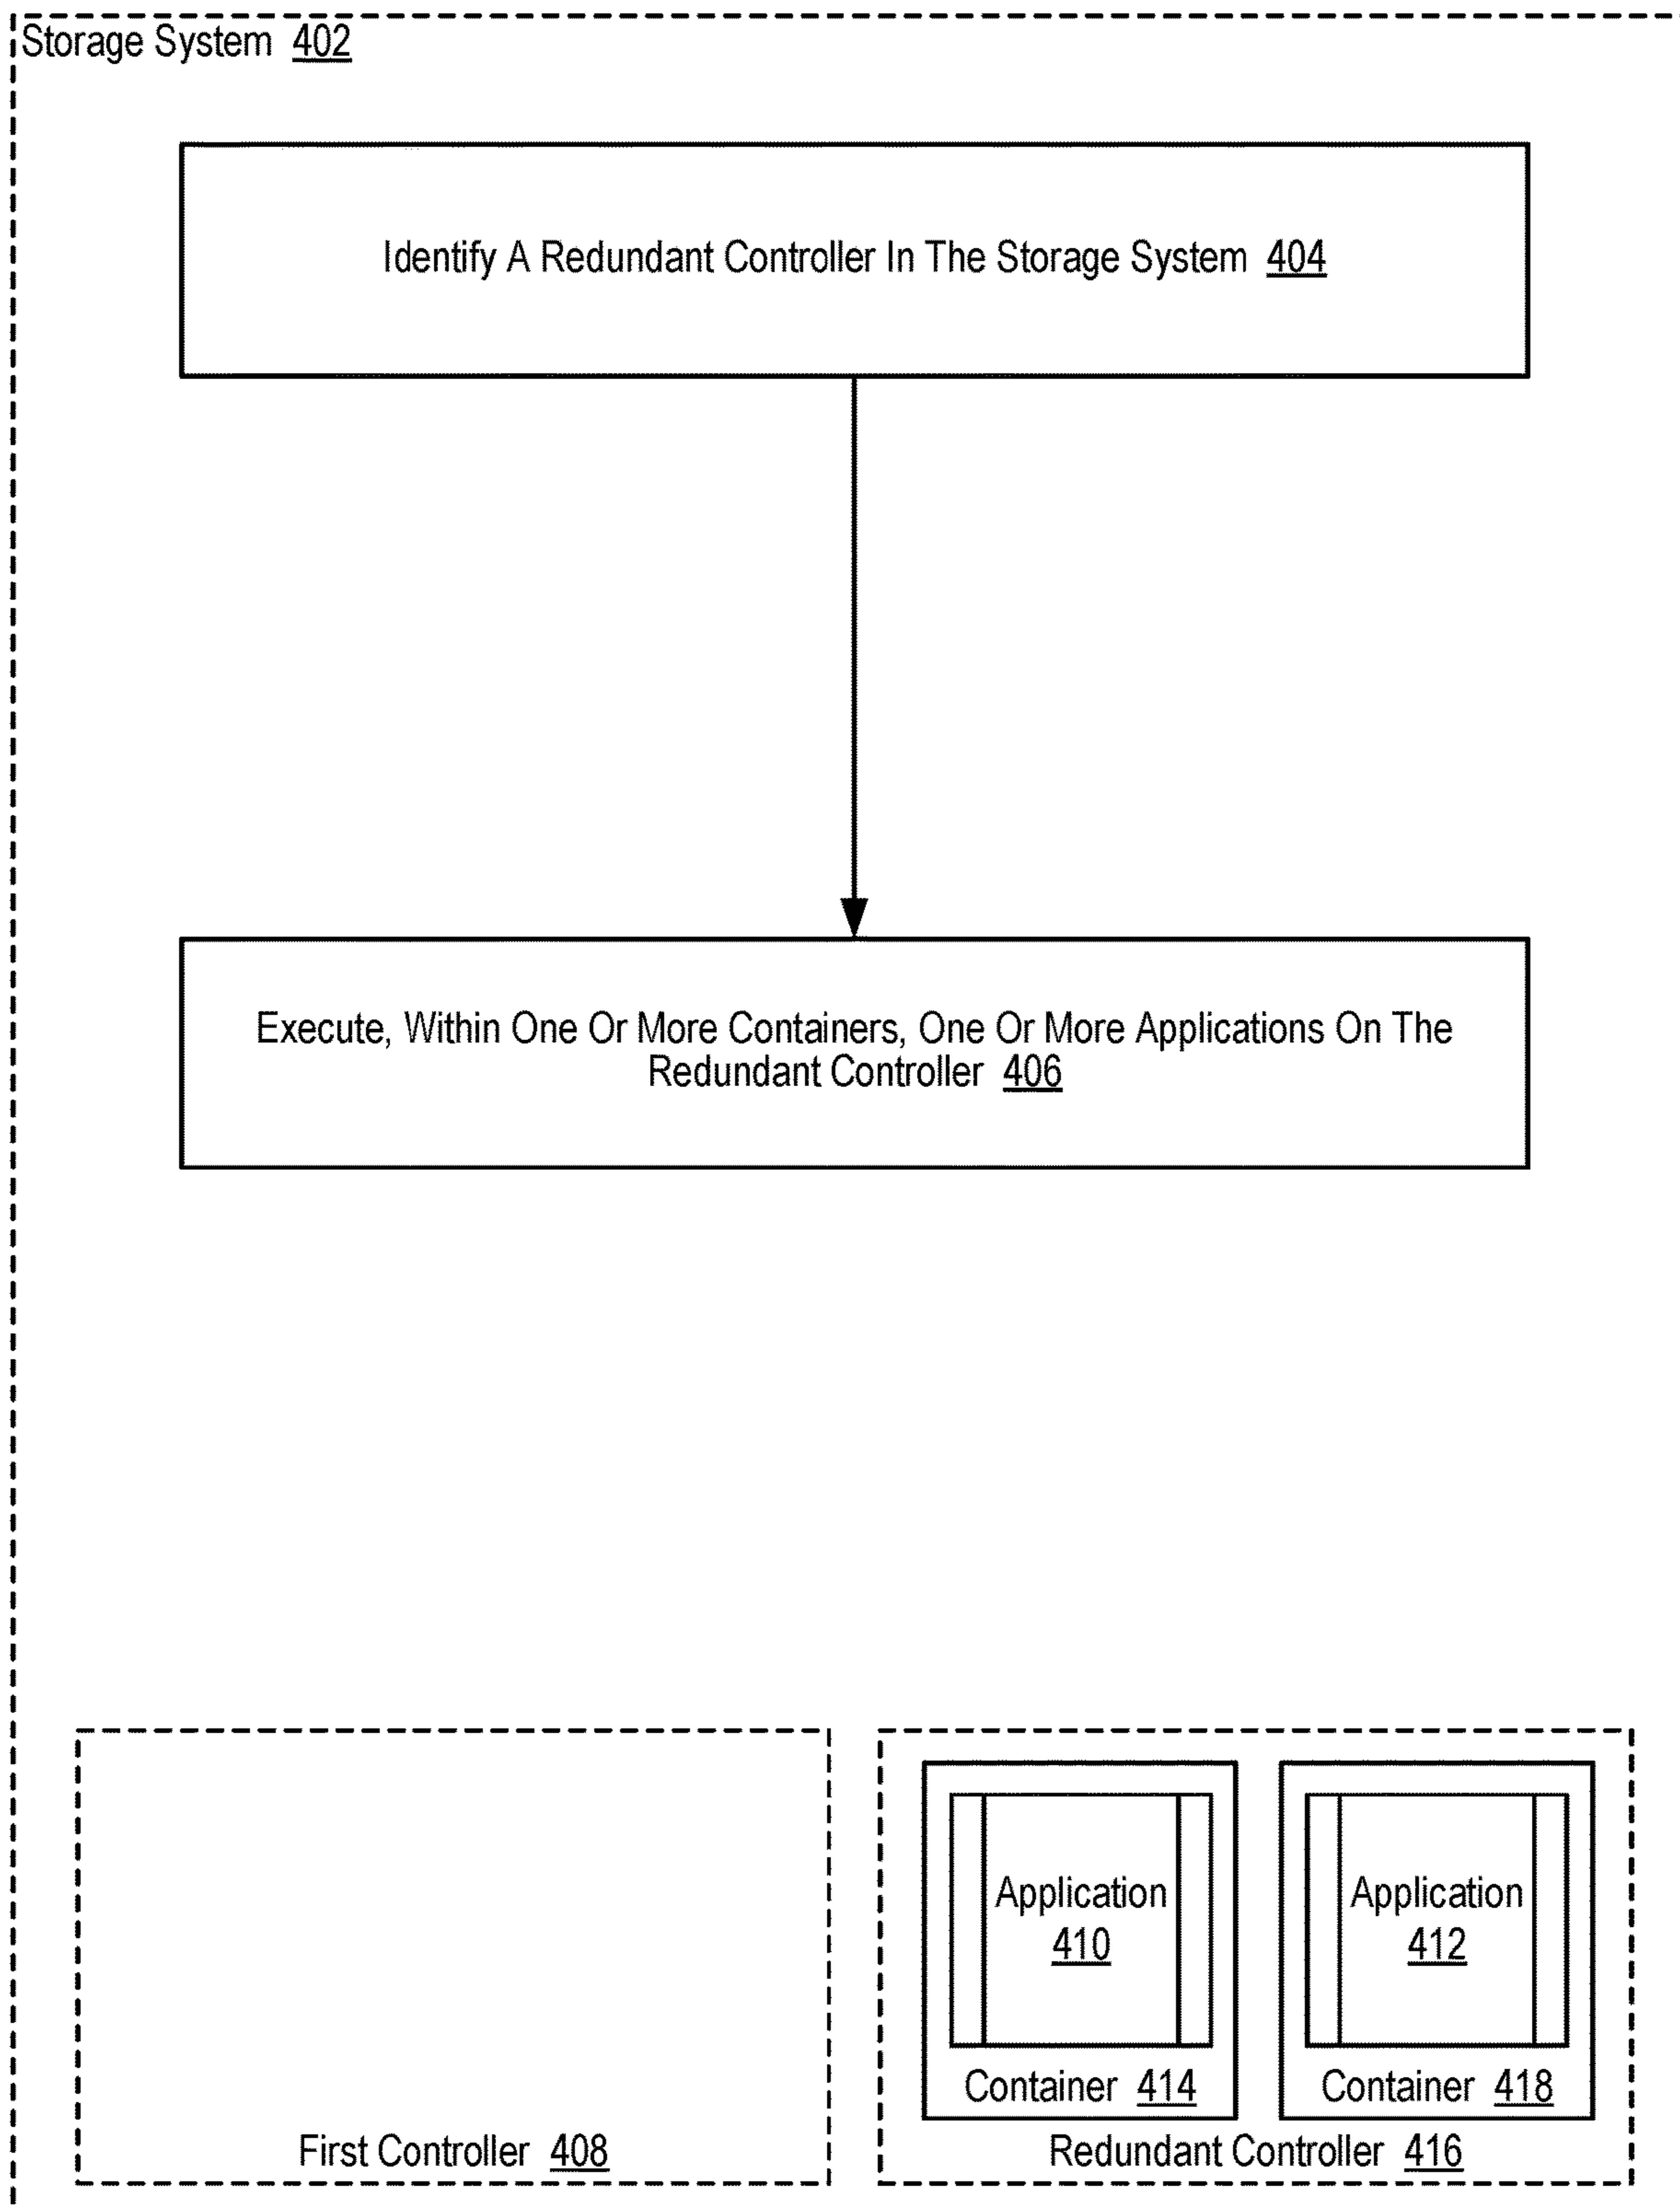 Storage System 402
Identify A Redundant Controller In The Storage System 404
Execute, Within One Or More Containers, One Or More Applications On The
Redundant Controller 406
Application
410
Application
412
Container 414
Container 418
First Controller 408
Redundant Controller 416